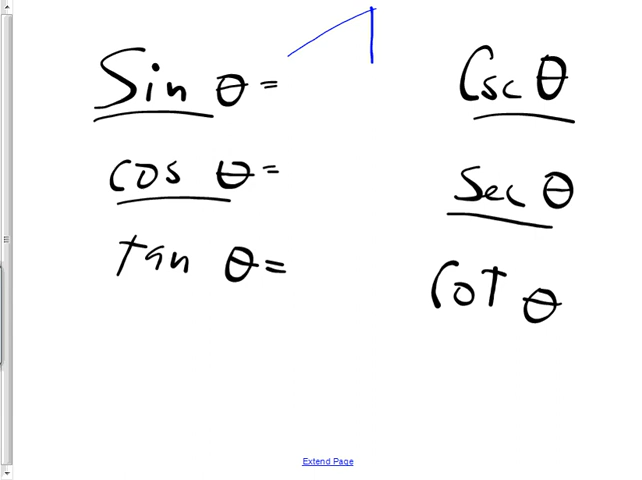 Sin θ =
Csc θ
cos θ =
Sec θ
tan θ =
Cot θ
Extend Page